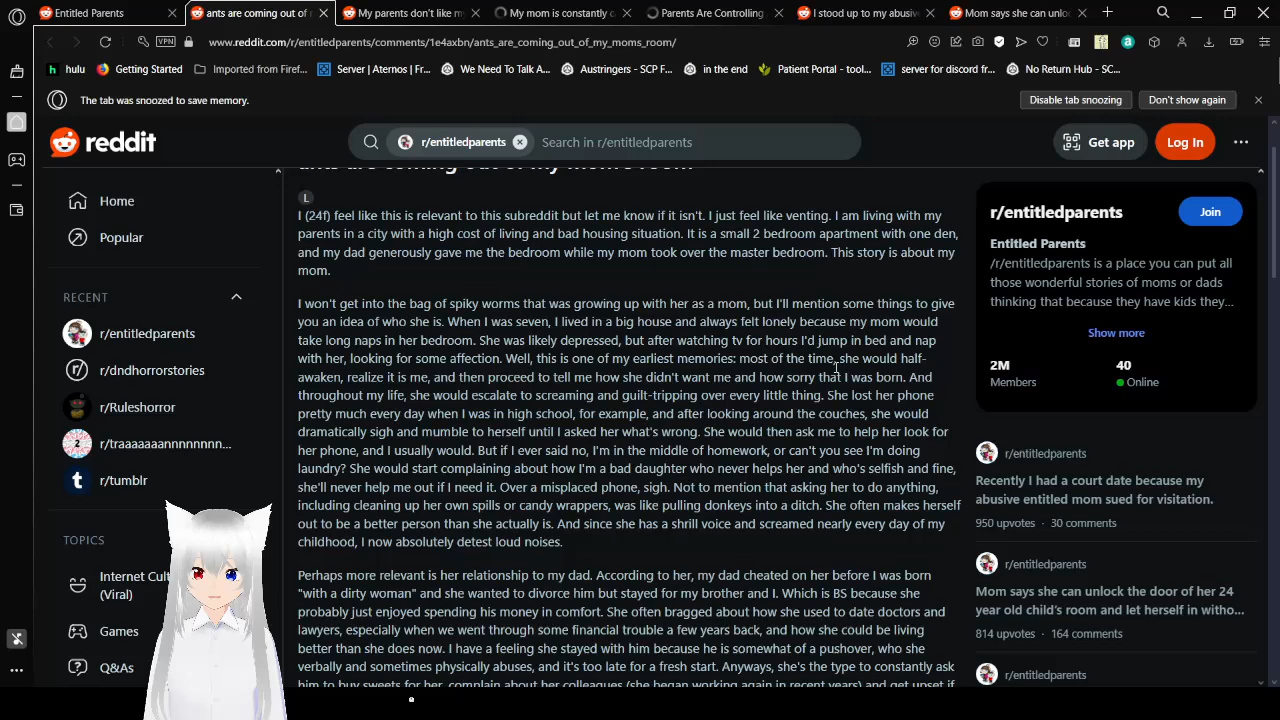 Entitled Parents
ants are coming out of
My parents don't like m
My mom is constantly c
Parents Are Controlling
I stood up to my abusiv
Mom says she can unloc
VPN
www.reddit.com/r/entitledparents/comments/1e4axbn/ants_are_coming_out_of_my_moms_room/
hulu
Getting Started
Imported from Firef...
Server | Aternos | Fr...
We Need To Talk A...
Austringers - SCP F...
in the end
Patient Portal - tool...
server for discord fr...
No Return Hub - SC...
The tab was snoozed to save memory.
Disable tab snoozing
Don't show again
reddit
r/entitledparents
Search in r/entitledparents
Get app
Log In
Home
Popular
RECENT
r/entitledparents
r/dndhorrorstories
r/Ruleshorror
r/traaaaaaannnnnnnn...
r/tumblr
TOPICS
Internet Cul
(Viral)
Games
Q&As
ants are coming out of my moms room
L
I (24f) feel like this is relevant to this subreddit but let me know if it isn't. I just feel like venting. I am living with my
parents in a city with a high cost of living and bad housing situation. It is a small 2 bedroom apartment with one den,
and my dad generously gave me the bedroom while my mom took over the master bedroom. This story is about my
mom.
I won't get into the bag of spiky worms that was growing up with her as a mom, but I'll mention some things to give
you an idea of who she is. When I was seven, I lived in a big house and always felt lonely because my mom would
take long naps in her bedroom. She was likely depressed, but after watching tv for hours I'd jump in bed and nap
with her, looking for some affection. Well, this is one of my earliest memories: most of the time, she would half-
awaken, realize it is me, and then proceed to tell me how she didn't want me and how sorry that I was born. And
throughout my life, she would escalate to screaming and guilt-tripping over every little thing. She lost her phone
pretty much every day when I was in high school, for example, and after looking around the couches, she would
dramatically sigh and mumble to herself until I asked her what's wrong. She would then ask me to help her look for
her phone, and I usually would. But if I ever said no, I'm in the middle of homework, or can't you see I'm doing
laundry? She would start complaining about how I'm a bad daughter who never helps her and who's selfish and fine,
she'll never help me out if I need it. Over a misplaced phone, sigh. Not to mention that asking her to do anything,
including cleaning up her own spills or candy wrappers, was like pulling donkeys into a ditch. She often makes herself
out to be a better person than she actually is. And since she has a shrill voice and screamed nearly every day of my
childhood, I now absolutely detest loud noises.
Perhaps more relevant is her relationship to my dad. According to her, my dad cheated on her before I was born
"with a dirty woman" and she wanted to divorce him but stayed for my brother and I. Which is BS because she
probably just enjoyed spending his money in comfort. She often bragged about how she used to date doctors and
lawyers, especially when we went through some financial trouble a few years back, and how she could be living
better than she does now. I have a feeling she stayed with him because he is somewhat of a pushover, who she
verbally and sometimes physically abuses, and it's too late for a fresh start. Anyways, she's the type to constantly ask
him to buy sweets for her, complain about her colleagues (she began working again in recent years) and get upset if
r/entitledparents
Join
Entitled Parents
/r/entitledparents is a place you can put all
those wonderful stories of moms or dads
thinking that because they have kids they...
Show more
2M
40
Members
Online
r/entitledparents
Recently I had a court date because my
abusive entitled mom sued for visitation.
950 upvotes · 30 comments
r/entitledparents
Mom says she can unlock the door of her 24
year old child's room and let herself in witho...
814 upvotes · 164 comments
r/entitledparents